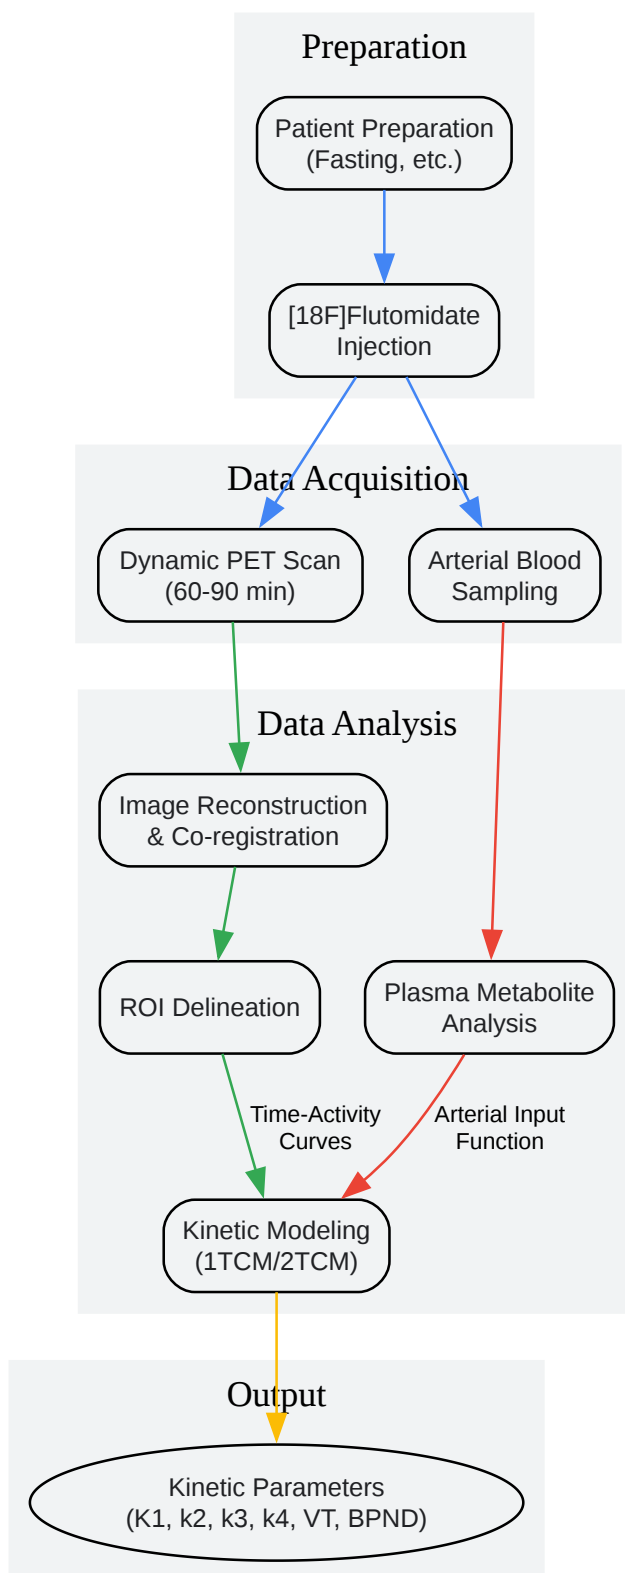 Preparation
Patient Preparation
(Fasting, etc.)
[18F]Flutomidate
Injection
Data Acquisition
Dynamic PET Scan
(60-90 min)
Arterial Blood
Sampling
Data Analysis
Image Reconstruction
& Co-registration
ROI Delineation
Plasma Metabolite
Analysis
Time-Activity
Curves
Arterial Input
Function
Kinetic Modeling
(1TCM/2TCM)
Output
Kinetic Parameters
(K1, k2, k3, k4, VT, BPND)